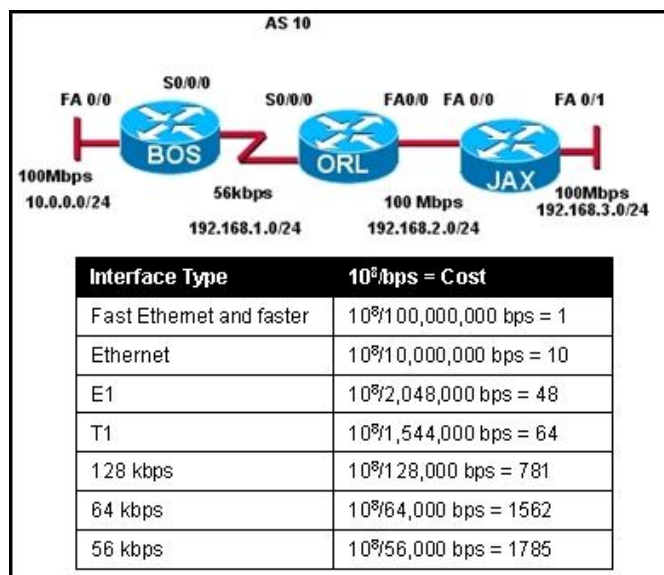 AS 10
S0/0/0
FA 0/0
S0/0/0
FA0/0
FA 0/0
FA 0/1
BOS
ORL
JAX
100Mbps
10.0.0.0/24
56kbps
192.168.1.0/24
100 Mbps
192.168.2.0/24
100Mbps
192.168.3.0/24
Interface Type 10⁸/bps = Cost
Fast Ethernet and faster 10⁸/100,000,000 bps = 1
Ethernet 10⁸/10,000,000 bps = 10
E1 10⁸/2,048,000 bps = 48
T1 10⁸/1,544,000 bps = 64
128 kbps 10⁸/128,000 bps = 781
64 kbps 10⁸/64,000 bps = 1562
56 kbps 10⁸/56,000 bps = 1785